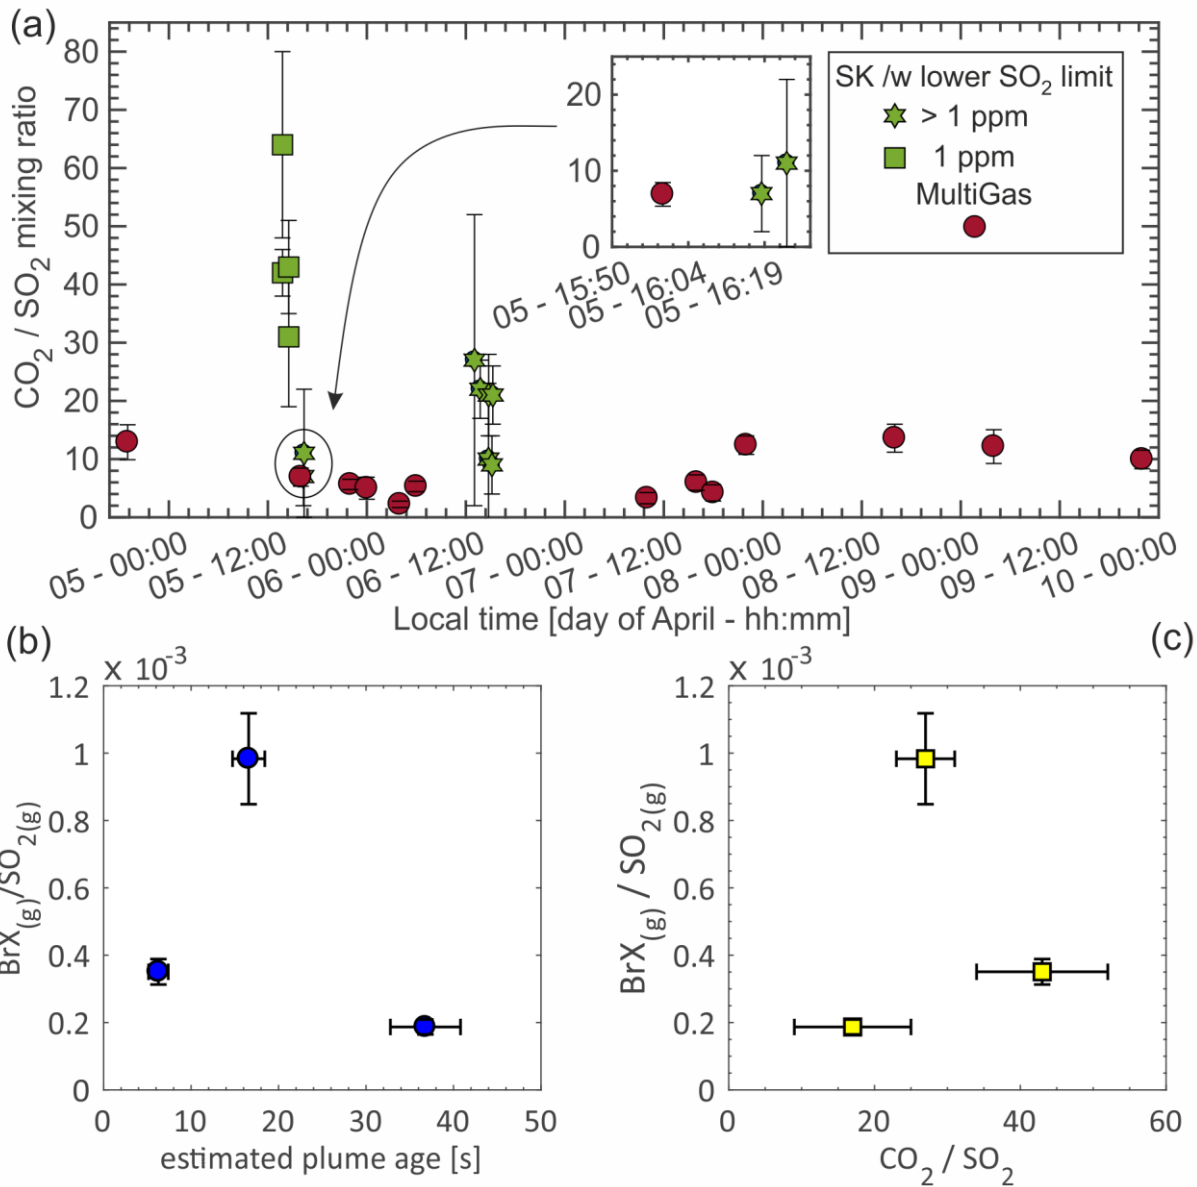 (a)
CO2 / SO2 mixing ratio
80
70
60
50
40
30
20
10
0
20
10
0
05 - 15:50
05 - 16:04
05 - 16:19
SK /w lower SO2 limit
> 1 ppm
1 ppm
MultiGas
05 - 00:00
05 - 12:00
06 - 00:00
06 - 12:00
07 - 00:00
07 - 12:00
08 - 00:00
08 - 12:00
09 - 00:00
09 - 12:00
10 - 00:00
Local time [day of April - hh:mm]
(b)
X 10-3
BrX(g)/SO2(g)
1.2
1
0.8
0.6
0.4
0.2
0
0
10
20
30
40
50
estimated plume age [s]
(c)
X 10-3
BrX(g) / SO2(g)
1.2
1
0.8
0.6
0.4
0.2
0
0
20
40
60
CO2 / SO2